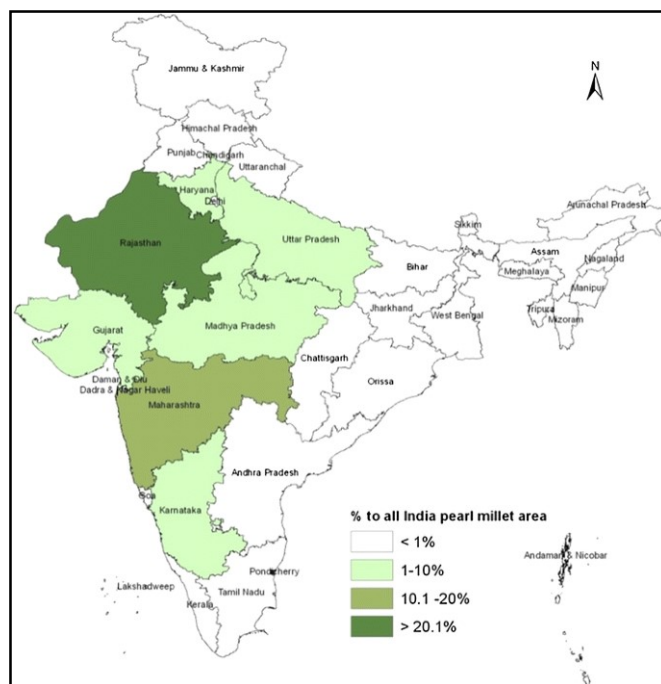 N
Jammu & Kashmir
Himachal Pradesh
Punjab
Chandigarh
Uttaranchal
Haryana
Delhi
Arunachal Pradesh
Sikkim
Rajasthan
Uttar Pradesh
Assam
Bihar
Nagaland
Meghalaya
Manipur
Jharkhand
West Bengal
Tripura
Mizoram
Gujarat
Madhya Pradesh
Chattisgarh
Daman & Diu
Orissa
Dadra & Nagar Haveli
Maharashtra
Andhra Pradesh
Goa
Karnataka
% to all India pearl millet area
< 1%
1-10%
10.1 -20%
> 20.1%
Andaman & Nicobar
Pondicherry
Lakshadweep
Tamil Nadu
Kerala